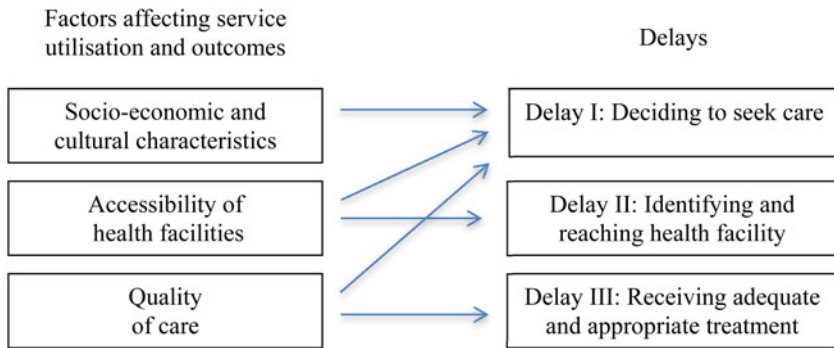 Factors affecting service
utilisation and outcomes
Delays
Socio-economic and
cultural characteristics
Delay I: Deciding to seek care
Accessibility of
health facilities
Delay II: Identifying and
reaching health facility
Quality
of care
Delay III: Receiving adequate
and appropriate treatment